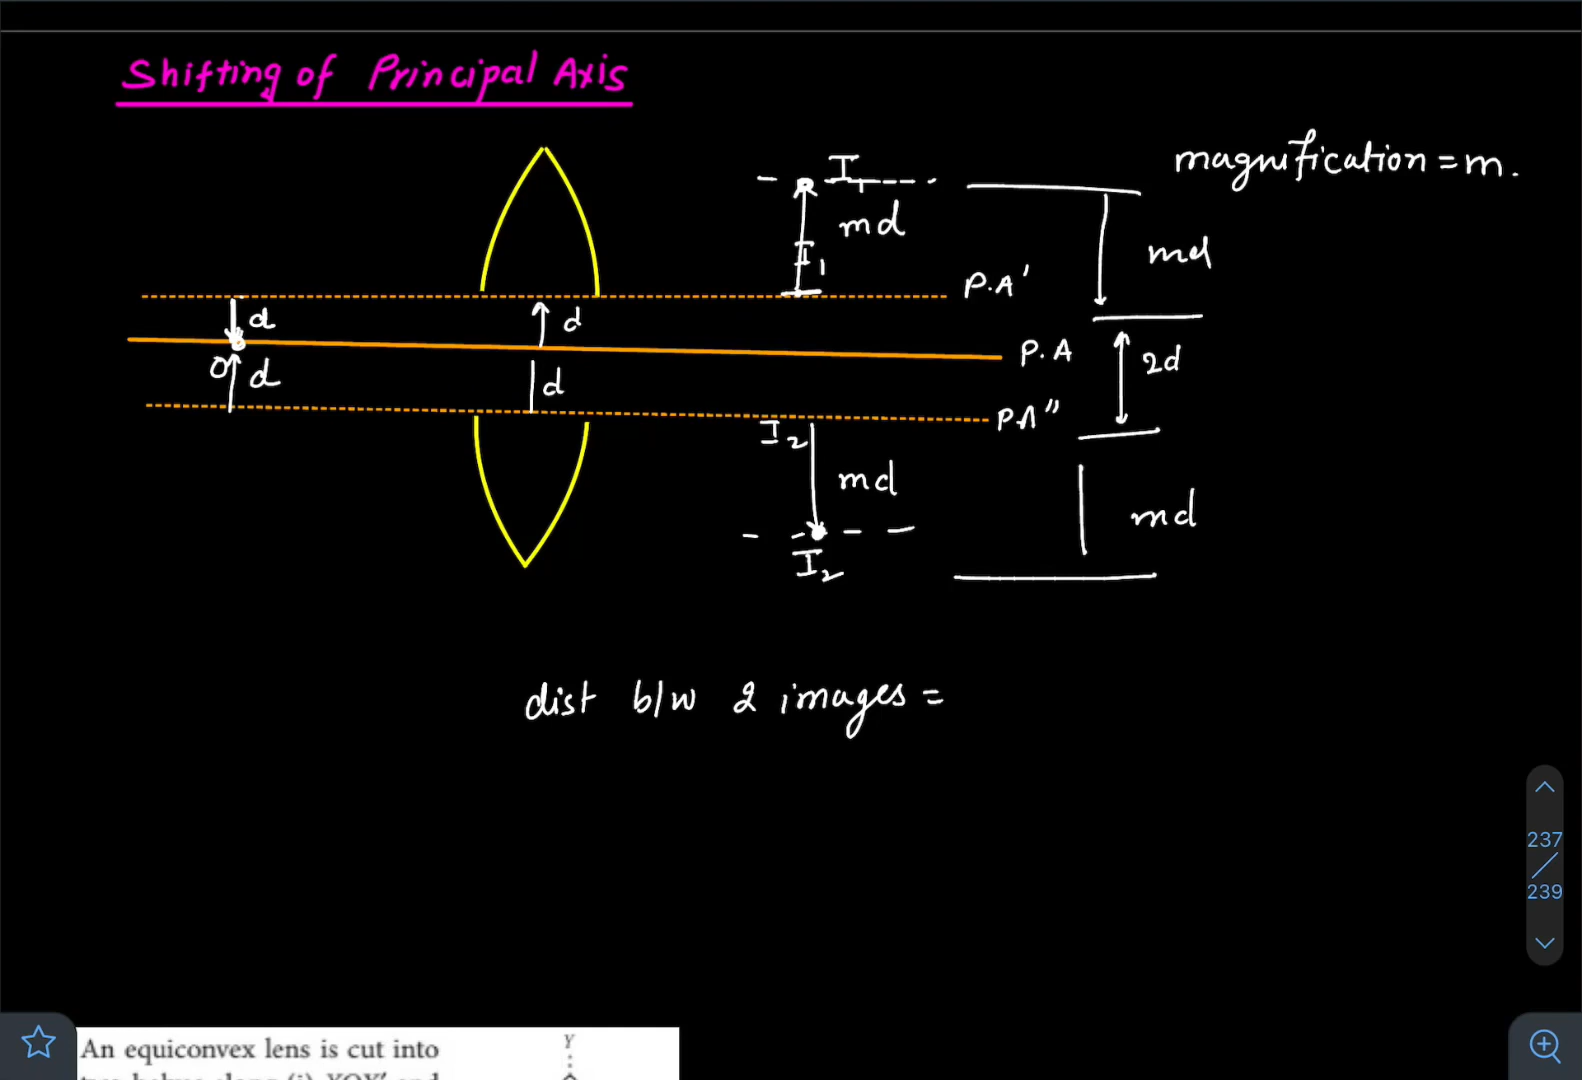 Shifting of Principal Axis
magnification = m.
I₁
md
md
I₁
P.A'
d
d
P.A
2d
O
d
d
P.A"
I₂
md
md
I₂
dist b/w 2 images =
237
239
An equiconvex lens is cut into
Y